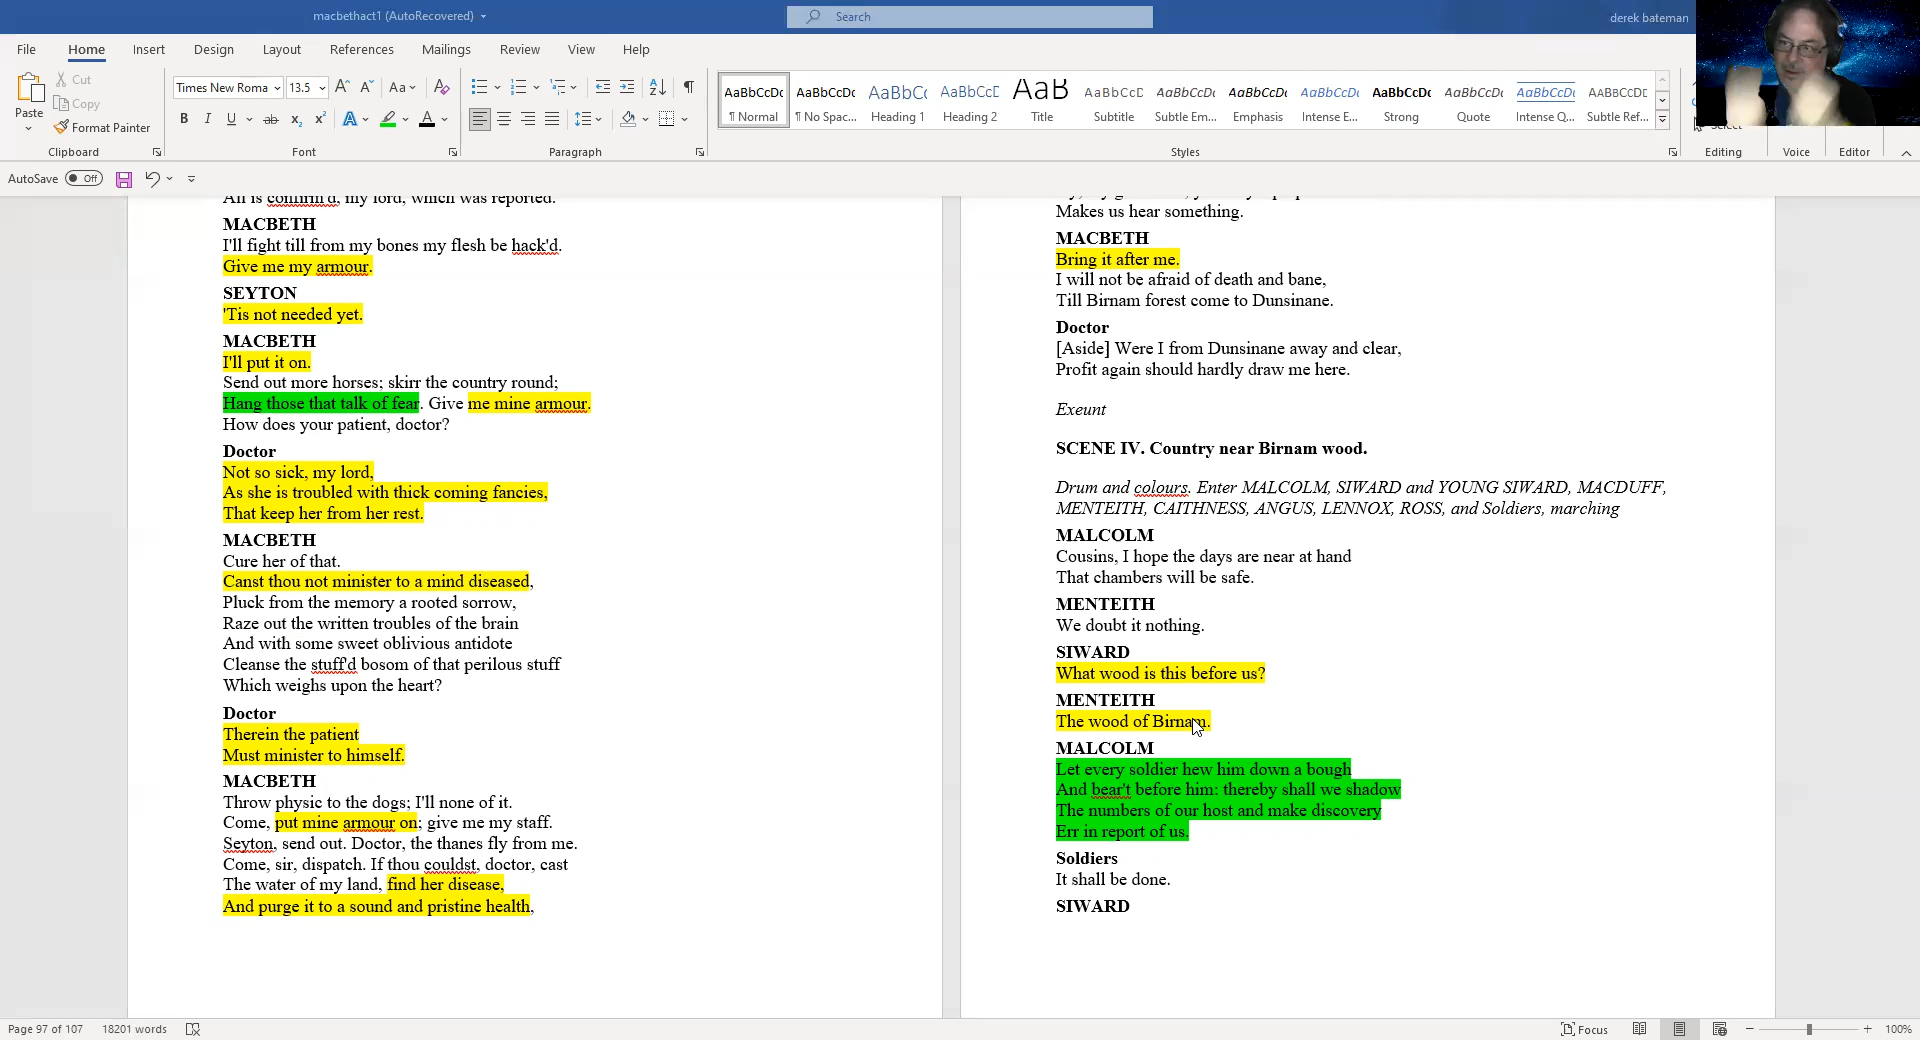 macbethact1 (AutoRecovered)
Search
derek bateman
File Home Insert Design Layout References Mailings Review View Help
Paste
Cut
Copy
Format Painter
Clipboard
Times New Roma 13.5
Font
Paragraph
AaBbCcDc AaBbCcDc AaBbCc AaBbCcD AaB AaBbCcD AaBbCcDc AaBbCcDc AaBbCcDc AaBbCcDc AaBbCcDc AaBbCcDc AABBCCDE
¶ Normal ¶ No Spac... Heading 1 Heading 2 Title Subtitle Subtle Em... Emphasis Intense E... Strong Quote Intense Q... Subtle Ref...
Styles
Select
Editing
Voice
Editor
AutoSave Off
All is confirm'd, my lord, which was reported.
MACBETH
I'll fight till from my bones my flesh be hack'd.
Give me my armour.
SEYTON
'Tis not needed yet.
MACBETH
I'll put it on.
Send out more horses; skirr the country round;
Hang those that talk of fear. Give me mine armour.
How does your patient, doctor?
Doctor
Not so sick, my lord,
As she is troubled with thick coming fancies,
That keep her from her rest.
MACBETH
Cure her of that.
Canst thou not minister to a mind diseased,
Pluck from the memory a rooted sorrow,
Raze out the written troubles of the brain
And with some sweet oblivious antidote
Cleanse the stuff'd bosom of that perilous stuff
Which weighs upon the heart?
Doctor
Therein the patient
Must minister to himself.
MACBETH
Throw physic to the dogs; I'll none of it.
Come, put mine armour on; give me my staff.
Seyton, send out. Doctor, the thanes fly from me.
Come, sir, dispatch. If thou couldst, doctor, cast
The water of my land, find her disease,
And purge it to a sound and pristine health,
Makes us hear something.
MACBETH
Bring it after me.
I will not be afraid of death and bane,
Till Birnam forest come to Dunsinane.
Doctor
[Aside] Were I from Dunsinane away and clear,
Profit again should hardly draw me here.
Exeunt
SCENE IV. Country near Birnam wood.
Drum and colours. Enter MALCOLM, SIWARD and YOUNG SIWARD, MACDUFF,
MENTEITH, CAITHNESS, ANGUS, LENNOX, ROSS, and Soldiers, marching
MALCOLM
Cousins, I hope the days are near at hand
That chambers will be safe.
MENTEITH
We doubt it nothing.
SIWARD
What wood is this before us?
MENTEITH
The wood of Birnam.
MALCOLM
Let every soldier hew him down a bough
And bear't before him: thereby shall we shadow
The numbers of our host and make discovery
Err in report of us.
Soldiers
It shall be done.
SIWARD
Page 97 of 107 18201 words
Focus
100%